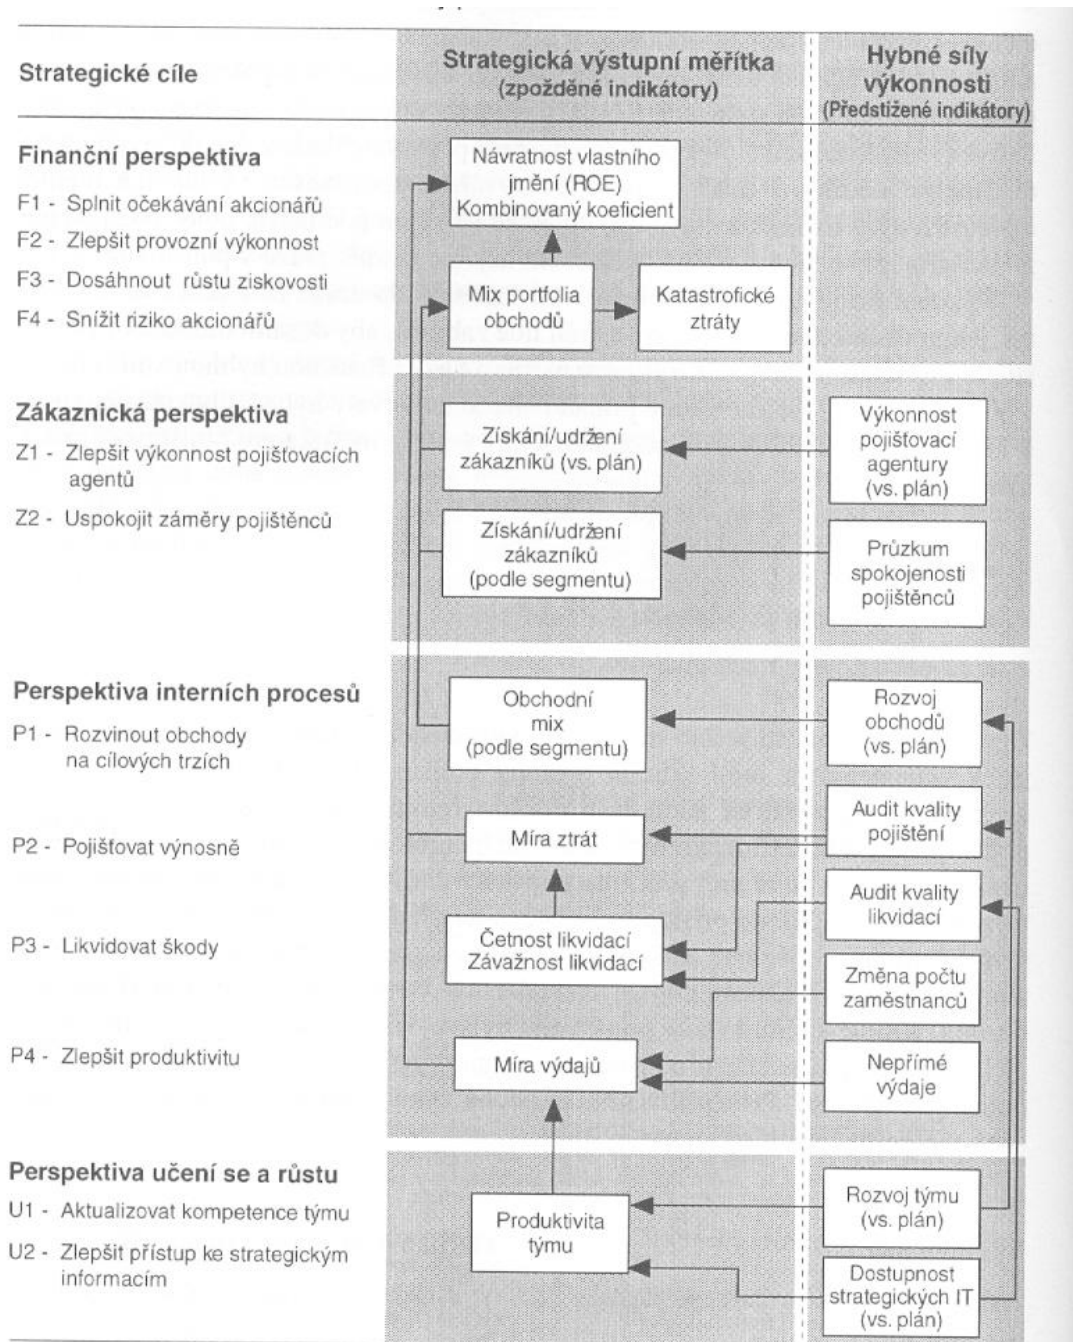 Strategické cíle
Strategická výstupní měřítka
(zpožděné indikátory)
Hybné síly
výkonnosti
(Předstižené indikátory)
Finanční perspektiva
F1 - Splnit očekávání akcionářů
F2 - Zlepšit provozní výkonnost
F3 - Dosáhnout růstu ziskovosti
F4 - Snížit riziko akcionářů
Návratnost vlastního
jmění (ROE)
Kombinovaný koeficient
Mix portfolia
obchodů
Katastrofické
ztráty
Zákaznická perspektiva
Z1 - Zlepšit výkonnost pojišťovacích
agentů
Z2 - Uspokojit záměry pojištěnců
Získání/udržení
zákazníků (vs. plán)
Získání/udržení
zákazníků
(podle segmentu)
Výkonnost
pojišťovací
agentury
(vs. plán)
Průzkum
spokojenosti
pojištěnců
Perspektiva interních procesů
P1 - Rozvinout obchody
na cílových trzích
P2 - Pojišťovat výnosně
P3 - Likvidovat škody
P4 - Zlepšit produktivitu
Obchodní
mix
(podle segmentu)
Míra ztrát
Četnost likvidací
Závažnost likvidací
Míra výdajů
Rozvoj
obchodů
(vs. plán)
Audit kvality
pojištění
Audit kvality
likvidací
Změna počtu
zaměstnanců
Nepřímé
výdaje
Perspektiva učení se a růstu
U1 - Aktualizovat kompetence týmu
U2 - Zlepšit přístup ke strategickým
informacím
Produktivita
týmu
Rozvoj týmu
(vs. plán)
Dostupnost
strategických IT
(vs. plán)